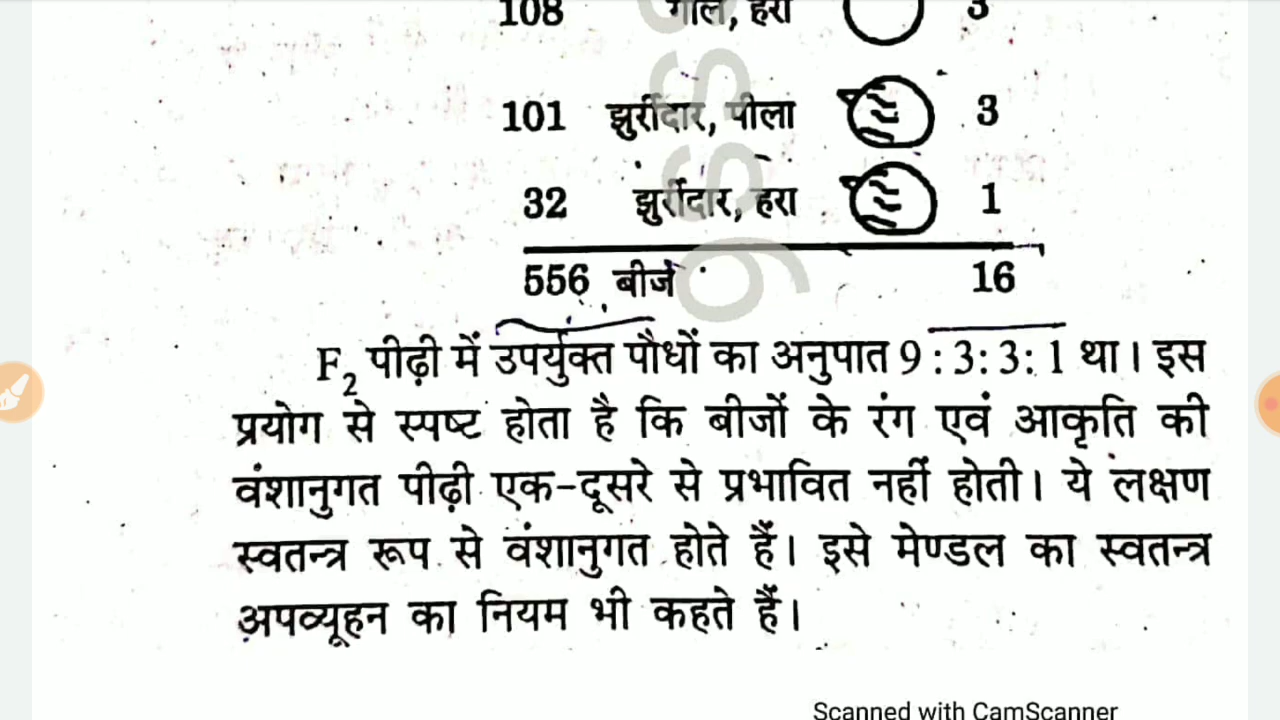 108 गोल, हरा 3
101 झुर्रीदार, पीला 3
32 झुर्रीदार, हरा 1
556 बीजें 16
F2 पीढ़ी में उपर्युक्त पौधों का अनुपात 9 : 3 : 3 : 1 था। इस
प्रयोग से स्पष्ट होता है कि बीजों के रंग एवं आकृति की
वंशानुगत पीढ़ी एक-दूसरे से प्रभावित नहीं होती। ये लक्षण
स्वतन्त्र रूप से वंशानुगत होते हैं। इसे मेण्डल का स्वतन्त्र
अपव्यूहन का नियम भी कहते हैं।
Scanned with CamScanner